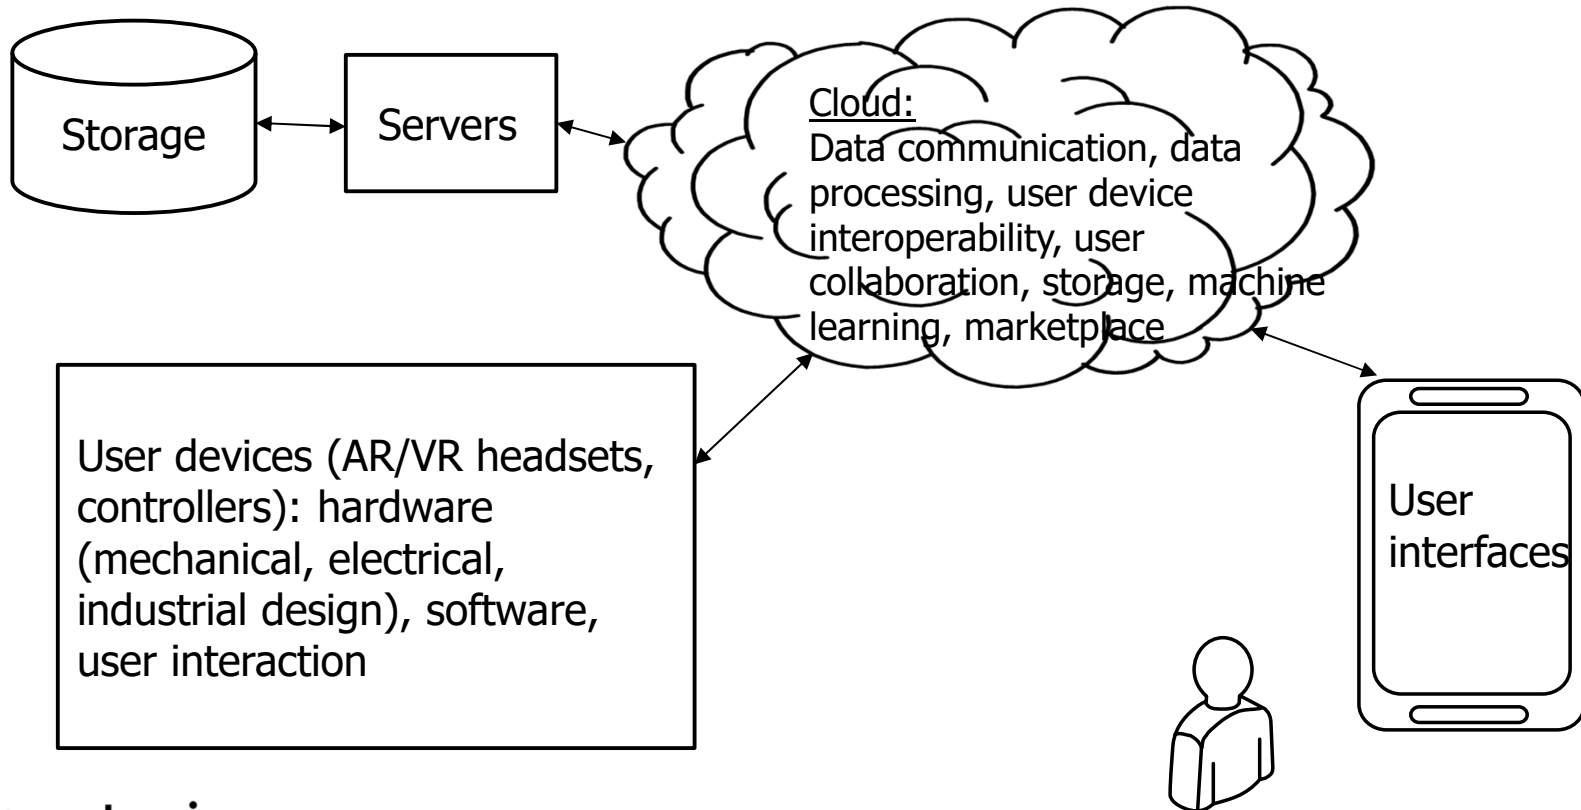 Storage
Servers
Cloud:
Data communication, data
processing, user device
interoperability, user
collaboration, storage, machine
learning, marketplace
User devices (AR/VR headsets,
controllers): hardware
(mechanical, electrical,
industrial design), software,
user interaction
User
interfaces